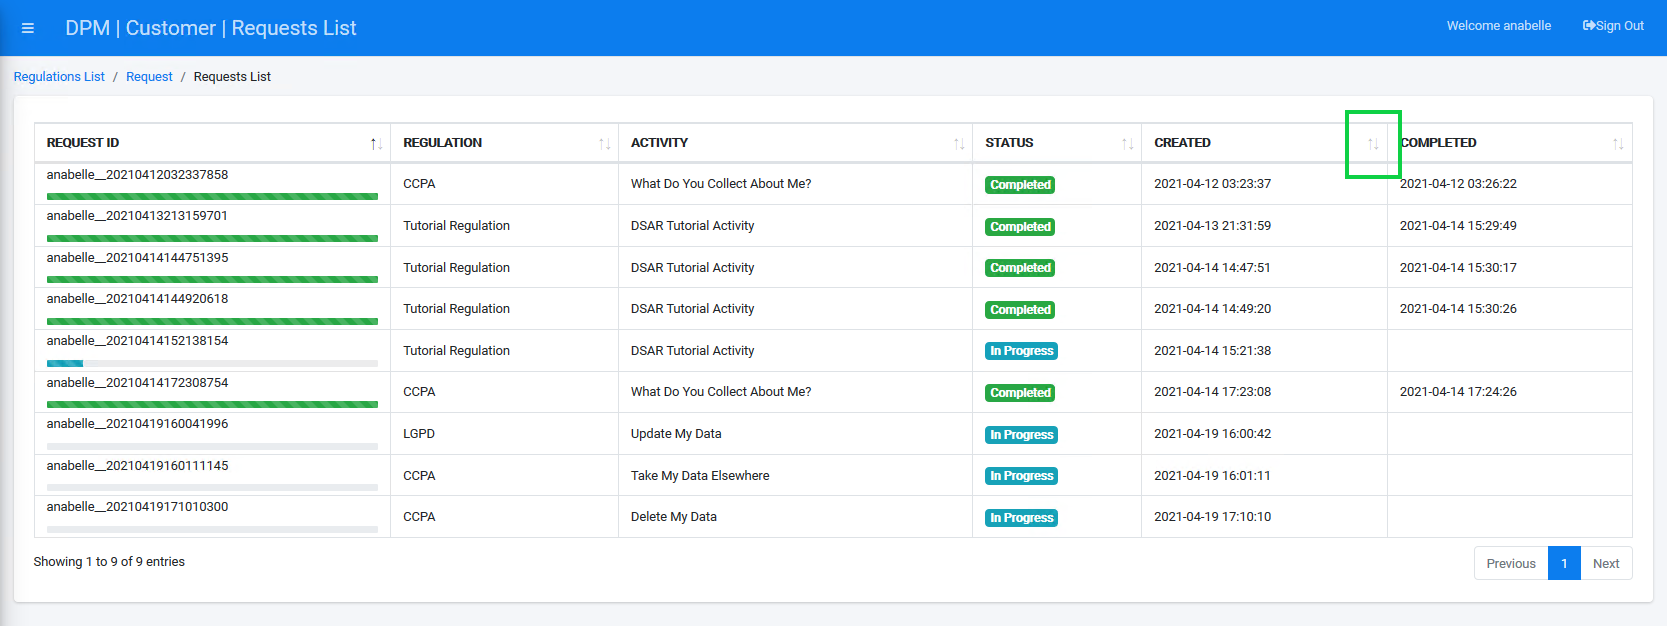 DPM | Customer | Requests List
Welcome anabelle
Sign Out
Regulations List / Request / Requests List
REQUEST ID REGULATION ACTIVITY STATUS CREATED COMPLETED
anabelle__20210412032337858 CCPA What Do You Collect About Me? Completed 2021-04-12 03:23:37 2021-04-12 03:26:22
anabelle__20210413213159701 Tutorial Regulation DSAR Tutorial Activity Completed 2021-04-13 21:31:59 2021-04-14 15:29:49
anabelle__20210414144751395 Tutorial Regulation DSAR Tutorial Activity Completed 2021-04-14 14:47:51 2021-04-14 15:30:17
anabelle__20210414144920618 Tutorial Regulation DSAR Tutorial Activity Completed 2021-04-14 14:49:20 2021-04-14 15:30:26
anabelle__20210414152138154 Tutorial Regulation DSAR Tutorial Activity In Progress 2021-04-14 15:21:38
anabelle__20210414172308754 CCPA What Do You Collect About Me? Completed 2021-04-14 17:23:08 2021-04-14 17:24:26
anabelle__20210419160041996 LGPD Update My Data In Progress 2021-04-19 16:00:42
anabelle__20210419160111145 CCPA Take My Data Elsewhere In Progress 2021-04-19 16:01:11
anabelle__20210419171010300 CCPA Delete My Data In Progress 2021-04-19 17:10:10
Showing 1 to 9 of 9 entries
Previous 1 Next